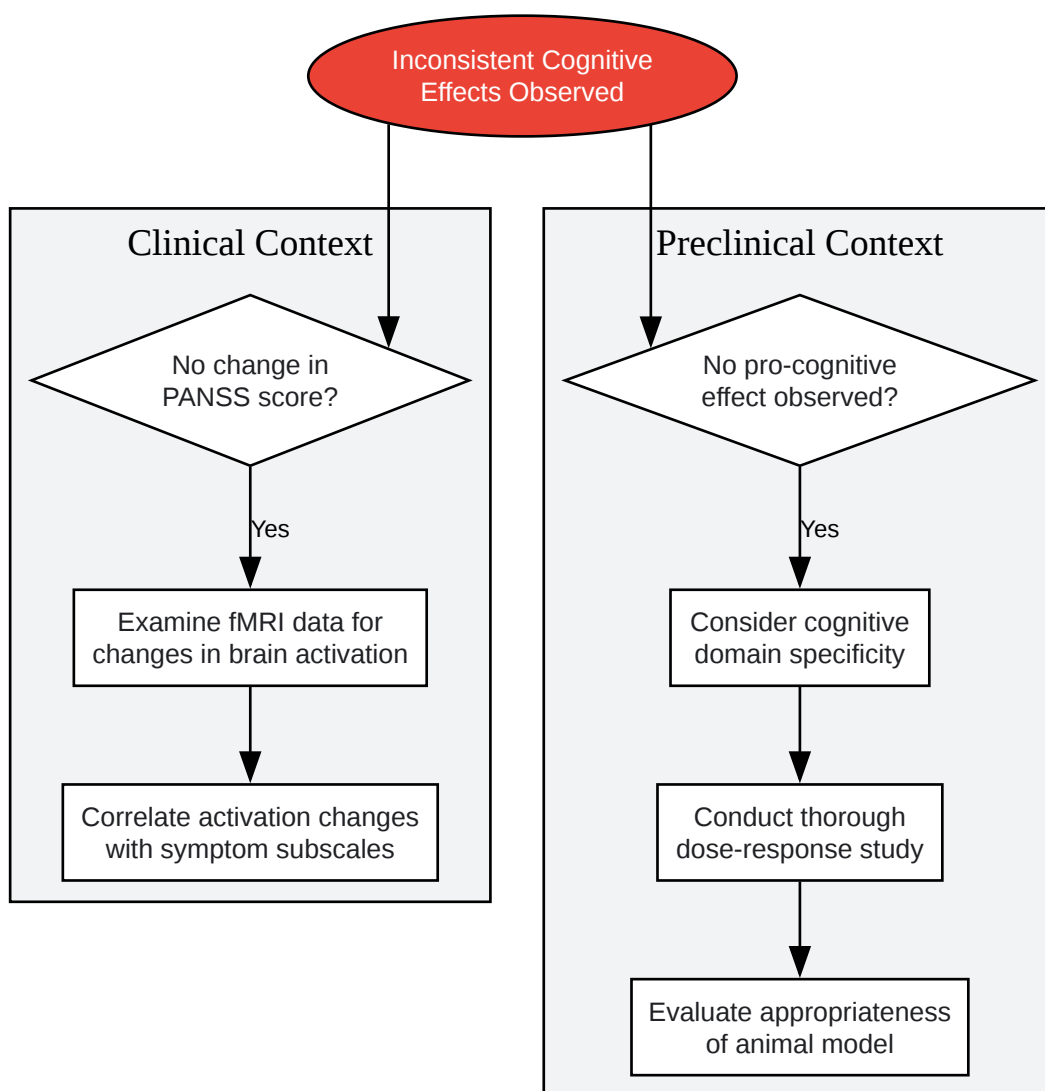 Inconsistent Cognitive
Effects Observed
Clinical Context
No change in
PANSS score?
Yes
Examine fMRI data for
changes in brain activation
Correlate activation changes
with symptom subscales
Preclinical Context
No pro-cognitive
effect observed?
Yes
Consider cognitive
domain specificity
Conduct thorough
dose-response study
Evaluate appropriateness
of animal model